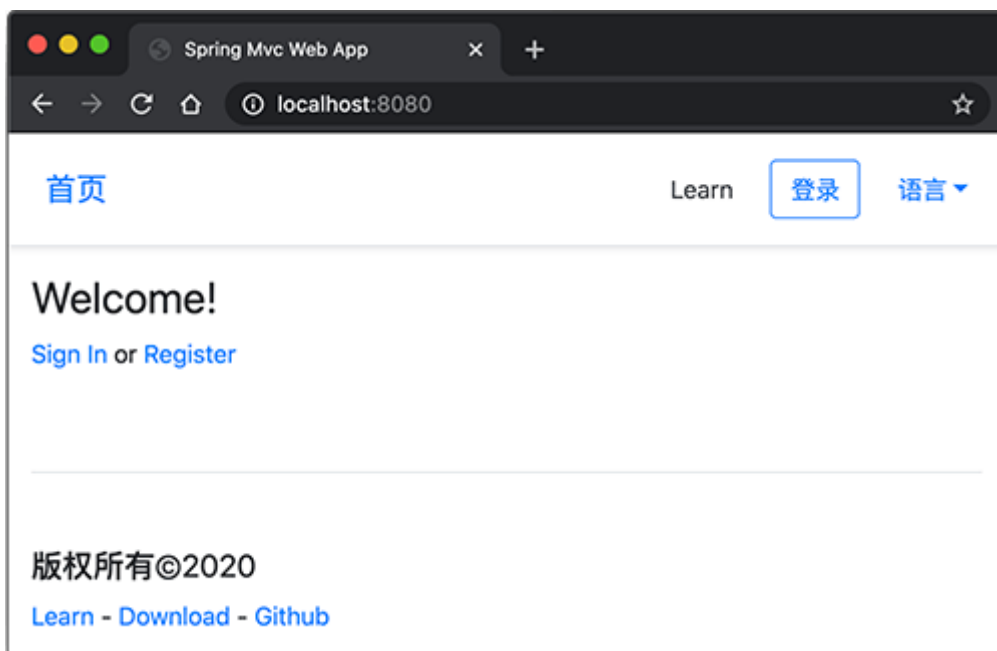 Spring Mvc Web App
localhost:8080
首页 Learn 登录 语言
Welcome!
Sign In or Register
版权所有©2020
Learn - Download - Github